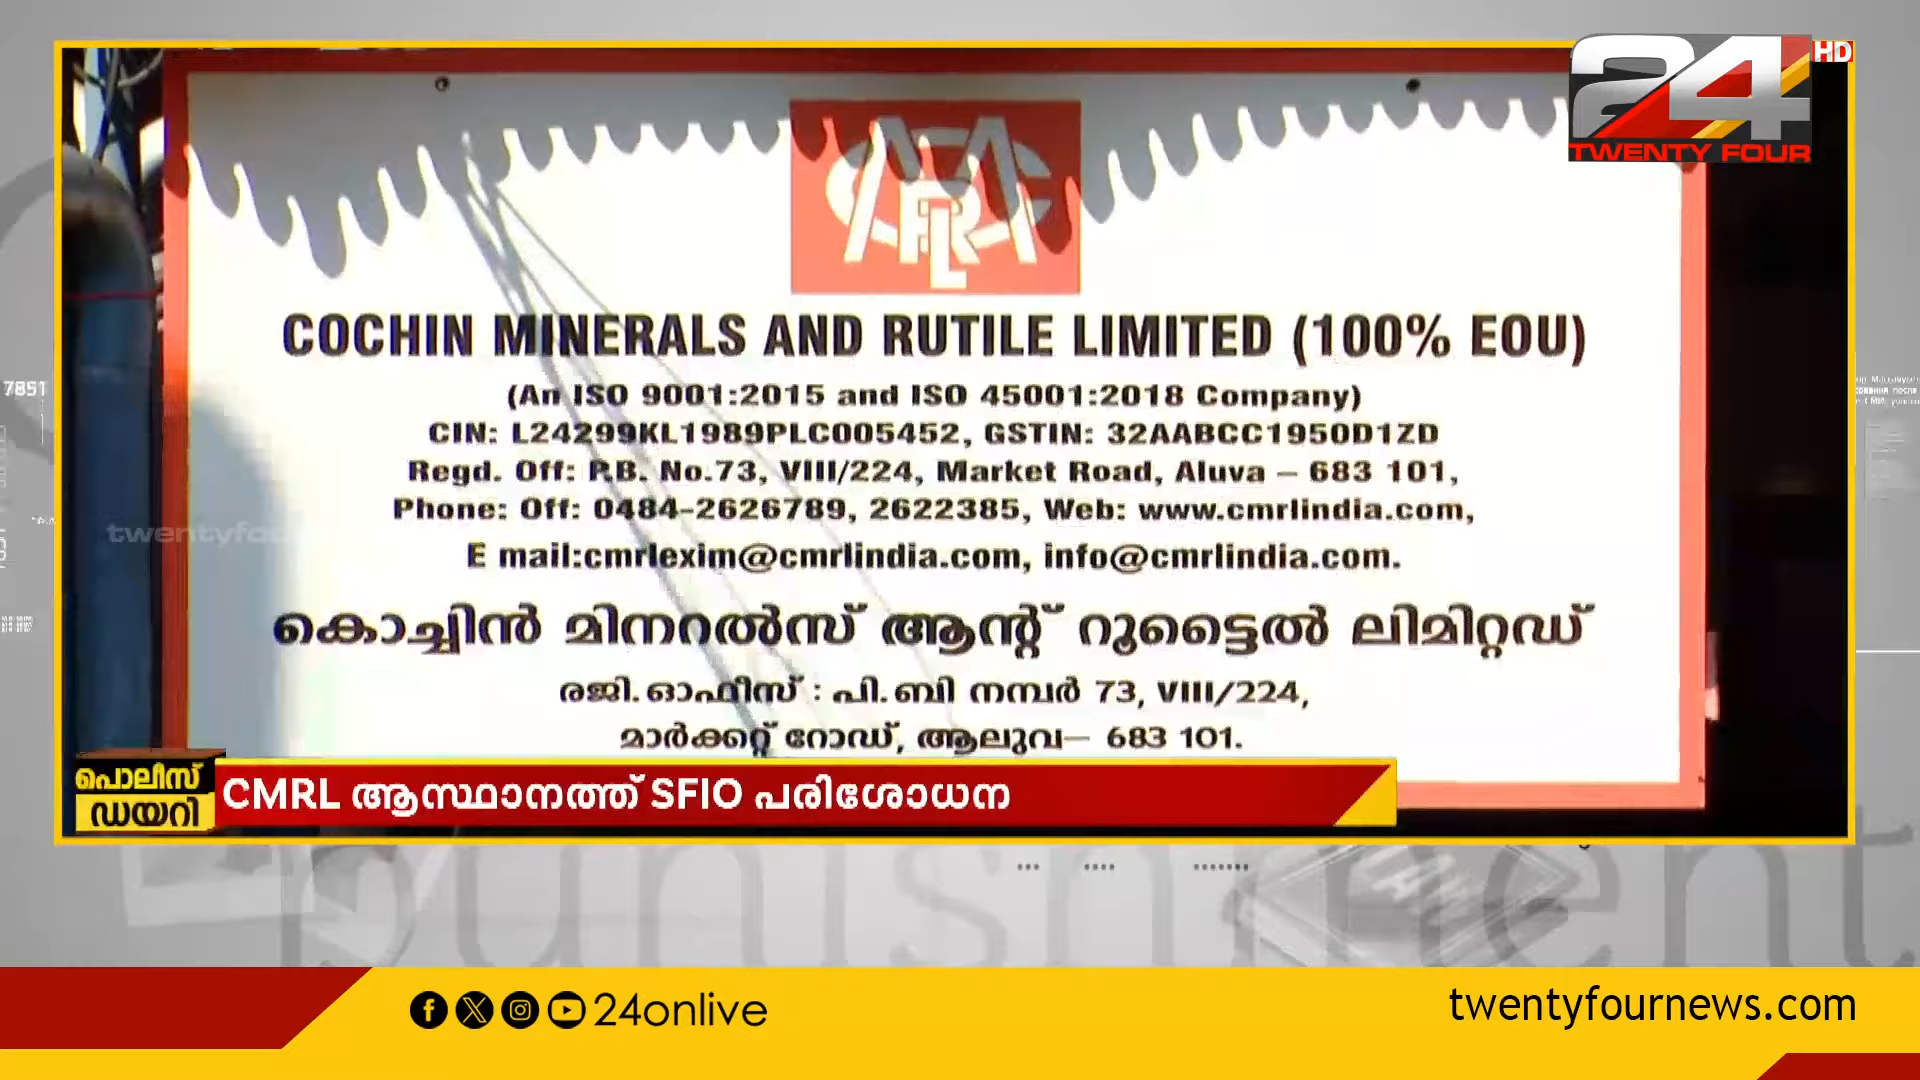 24
HD
TWENTY FOUR
CMRL
COCHIN MINERALS AND RUTILE LIMITED (100% EOU)
(An ISO 9001:2015 and ISO 45001:2018 Company)
CIN: L24299KL1989PLC005452, GSTIN: 32AABCC1950D1ZD
Regd. Off: P.B. No.73, VIII/224, Market Road, Aluva – 683 101,
Phone: Off: 0484-2626789, 2622385, Web: www.cmrlindia.com,
E mail:cmrlexim@cmrlindia.com, info@cmrlindia.com.
കൊച്ചിൻ മിനറൽസ് ആന്റ് റൂട്ടൈൽ ലിമിറ്റഡ്
രജി.ഓഫീസ് : പി.ബി നമ്പർ 73, VIII/224,
മാർക്കറ്റ് റോഡ്, ആലുവ– 683 101.
7851
twentyfou
പൊലീസ്
ഡയറി
CMRL ആസ്ഥാനത്ത് SFIO പരിശോധന
24onlive
twentyfournews.com